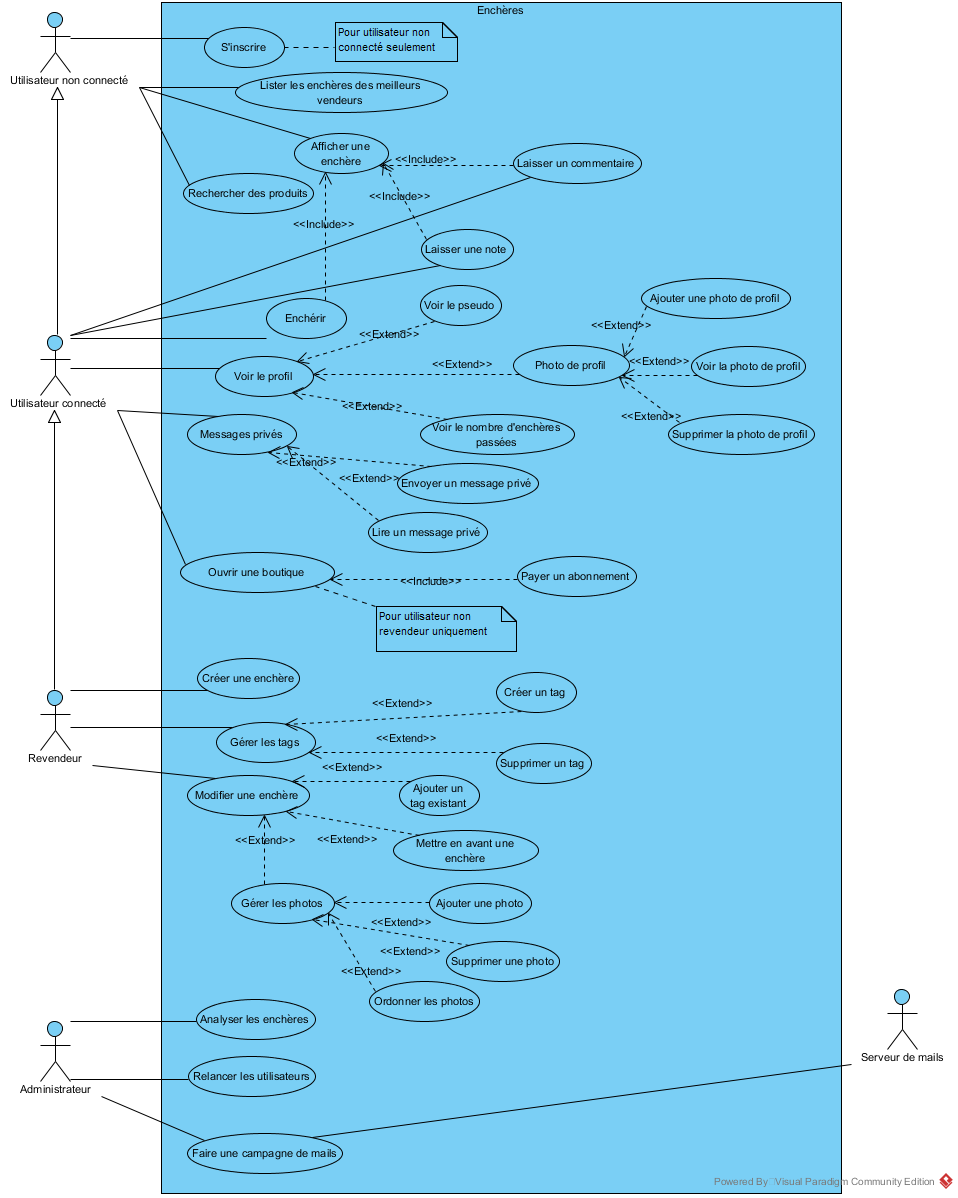 Enchères
Utilisateur non connecté
S'inscrire
Pour utilisateur non
connecté seulement
Lister les enchères des meilleurs
vendeurs
Afficher une
enchère
<<Include>>
Laisser un commentaire
Rechercher des produits
<<Include>>
<<Include>>
Laisser une note
Enchérir
Voir le pseudo
Ajouter une photo de profil
<<Extend>>
<<Extend>>
Utilisateur connecté
Voir le profil
<<Extend>>
Photo de profil
<<Extend>>
Voir la photo de profil
<<Extend>>
<<Extend>>
Messages privés
Voir le nombre d'enchères
passées
Supprimer la photo de profil
<<Extend>>
<<Extend>>
Envoyer un message privé
Lire un message privé
Ouvrir une boutique
<<Include>>
Payer un abonnement
Pour utilisateur non
revendeur uniquement
Créer une enchère
Créer un tag
<<Extend>>
Revendeur
Gérer les tags
<<Extend>>
Supprimer un tag
<<Extend>>
Modifier une enchère
Ajouter un
tag existant
<<Extend>>
<<Extend>>
Mettre en avant une
enchère
Gérer les photos
Ajouter une photo
<<Extend>>
<<Extend>>
Supprimer une photo
<<Extend>>
Ordonner les photos
Analyser les enchères
Serveur de mails
Administrateur
Relancer les utilisateurs
Faire une campagne de mails
Powered By Visual Paradigm Community Edition